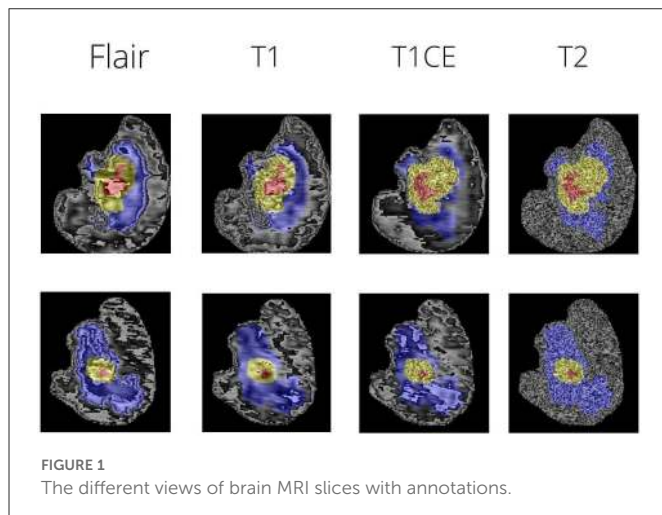 Flair T1 T1CE T2
FIGURE 1
The different views of brain MRI slices with annotations.